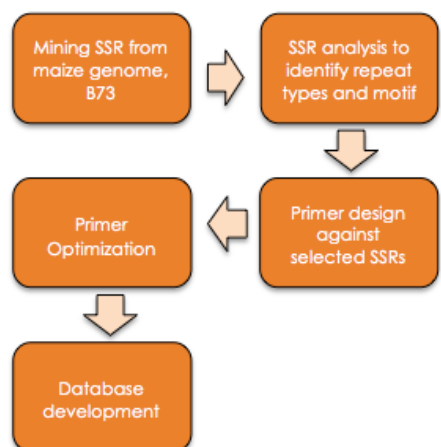 Mining SSR from
maize genome,
B73
SSR analysis to
identify repeat
types and motif
Primer design
against
selected SSRs
Primer
Optimization
Database
development